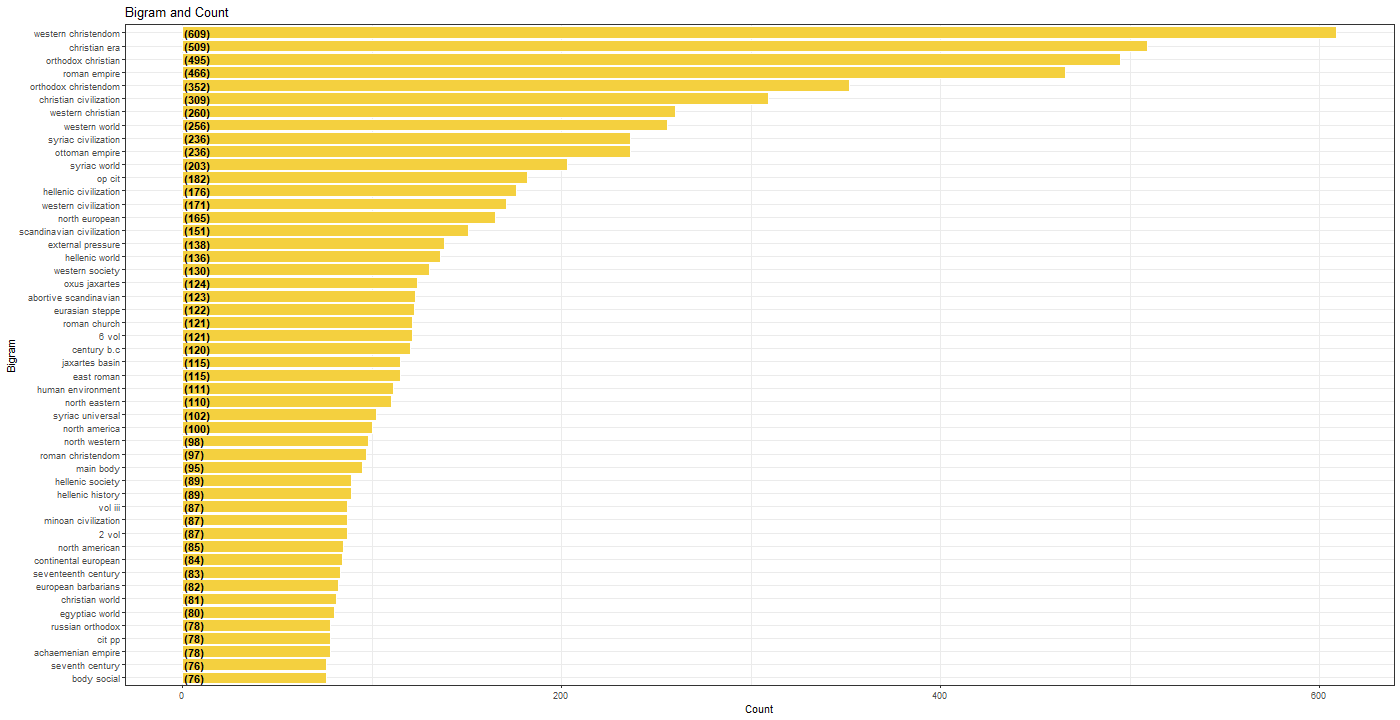 Bigram and Count
western christendom (609)
christian era (509)
orthodox christian (495)
roman empire (466)
orthodox christendom (352)
christian civilization (309)
western christian (260)
western world (256)
syriac civilization (236)
ottoman empire (236)
syriac world (203)
op cit (182)
hellenic civilization (176)
western civilization (171)
north european (165)
scandinavian civilization (151)
external pressure (138)
hellenic world (136)
western society (130)
oxus jaxartes (124)
abortive scandinavian (123)
eurasian steppe (122)
roman church (121)
6 vol (121)
century b.c (120)
jaxartes basin (115)
east roman (115)
human environment (111)
north eastern (110)
syriac universal (102)
north america (100)
north western (98)
roman christendom (97)
main body (95)
hellenic society (89)
hellenic history (89)
vol iii (87)
minoan civilization (87)
2 vol (87)
north american (85)
continental european (84)
seventeenth century (83)
european barbarians (82)
christian world (81)
egyptiac world (80)
russian orthodox (78)
cit pp (78)
achaemenian empire (78)
seventh century (76)
body social (76)
Bigram
0 200 400 600
Count